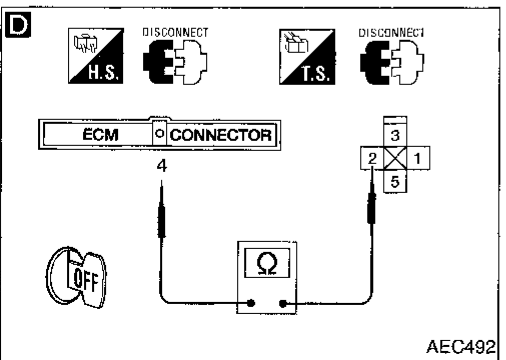 D
DISCONNECT
H.S.
DISCONNECT
T.S.
ECM CONNECTOR
4
3
2 1
5
Ω
OFF
AEC492